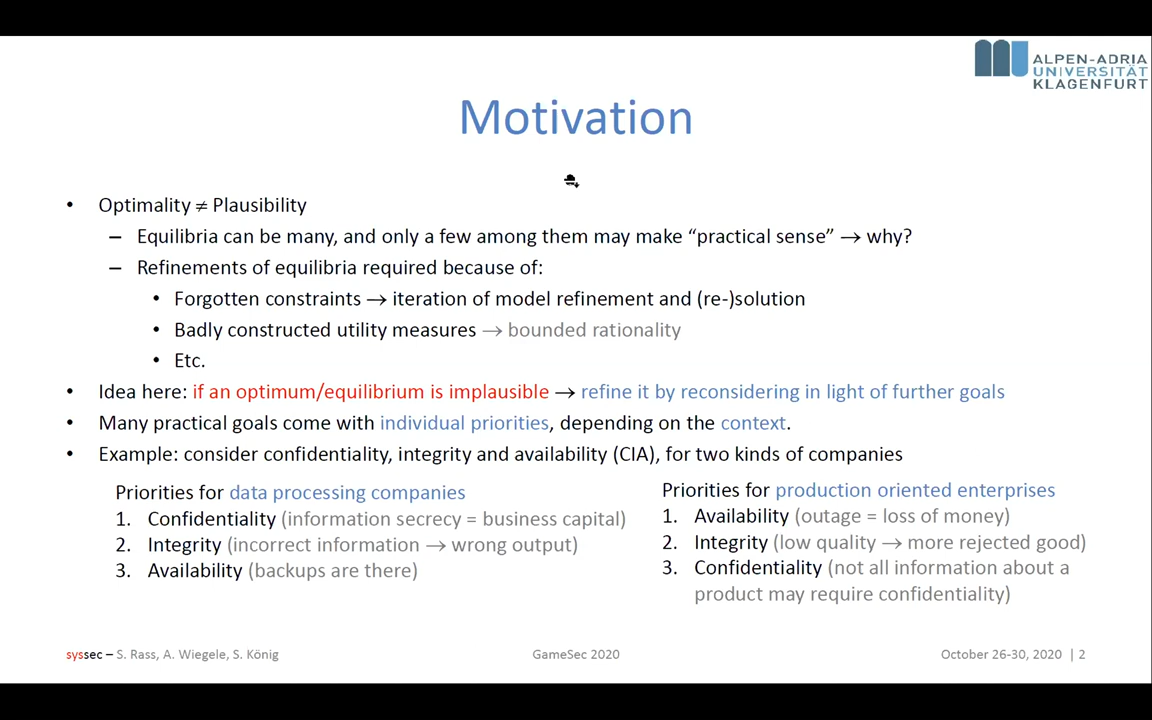 ALPEN-ADRIA
UNIVERSITÄT
KLAGENFURT
Motivation
• Optimality ≠ Plausibility
– Equilibria can be many, and only a few among them may make “practical sense” → why?
– Refinements of equilibria required because of:
• Forgotten constraints → iteration of model refinement and (re-)solution
• Badly constructed utility measures → bounded rationality
• Etc.
• Idea here: if an optimum/equilibrium is implausible → refine it by reconsidering in light of further goals
• Many practical goals come with individual priorities, depending on the context.
• Example: consider confidentiality, integrity and availability (CIA), for two kinds of companies
Priorities for data processing companies
1. Confidentiality (information secrecy = business capital)
2. Integrity (incorrect information → wrong output)
3. Availability (backups are there)
Priorities for production oriented enterprises
1. Availability (outage = loss of money)
2. Integrity (low quality → more rejected good)
3. Confidentiality (not all information about a
product may require confidentiality)
syssec – S. Rass, A. Wiegele, S. König
GameSec 2020
October 26-30, 2020 | 2